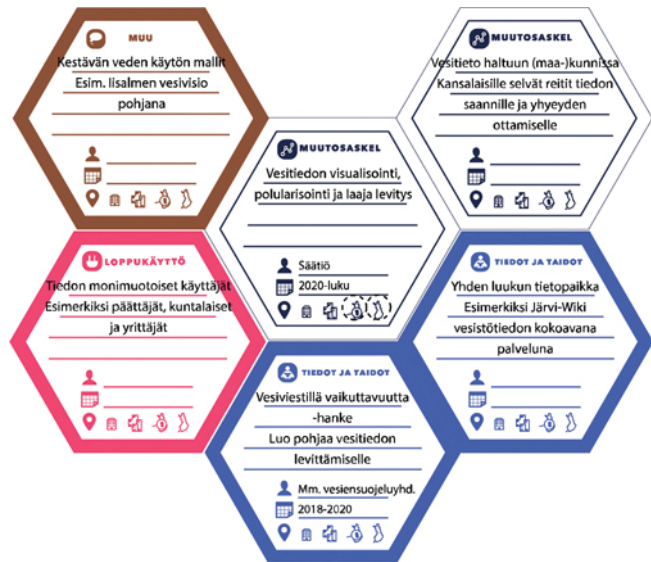 MUU
Kestävän veden käytön mallit
Esim. Iisalmen vesivisio
pohjana
MUUTOSASKEL
Vesitieto haltuun (maa-)kunnissa
Kansalaisille selvät reitit tiedon
saannille ja yhyeyden
ottamiselle
MUUTOSASKEL
Vesitiedon visualisointi,
polularisointi ja laaja levitys
Säätiö
2020-luku
LOPPUKÄYTTÖ
Tiedon monimuotoiset käyttäjät
Esimerkiksi päättäjät, kuntalaiset
ja yrittäjät
TIEDOT JA TAIDOT
Yhden luukun tietopaikka
Esimerkiksi Järvi-Wiki
vesistötiedon kokoavana
palveluna
TIEDOT JA TAIDOT
Vesiviestillä vaikuttavuutta
-hanke
Luo pohjaa vesitiedon
levittämiselle
Mm. vesiensuojeluyhd.
2018-2020